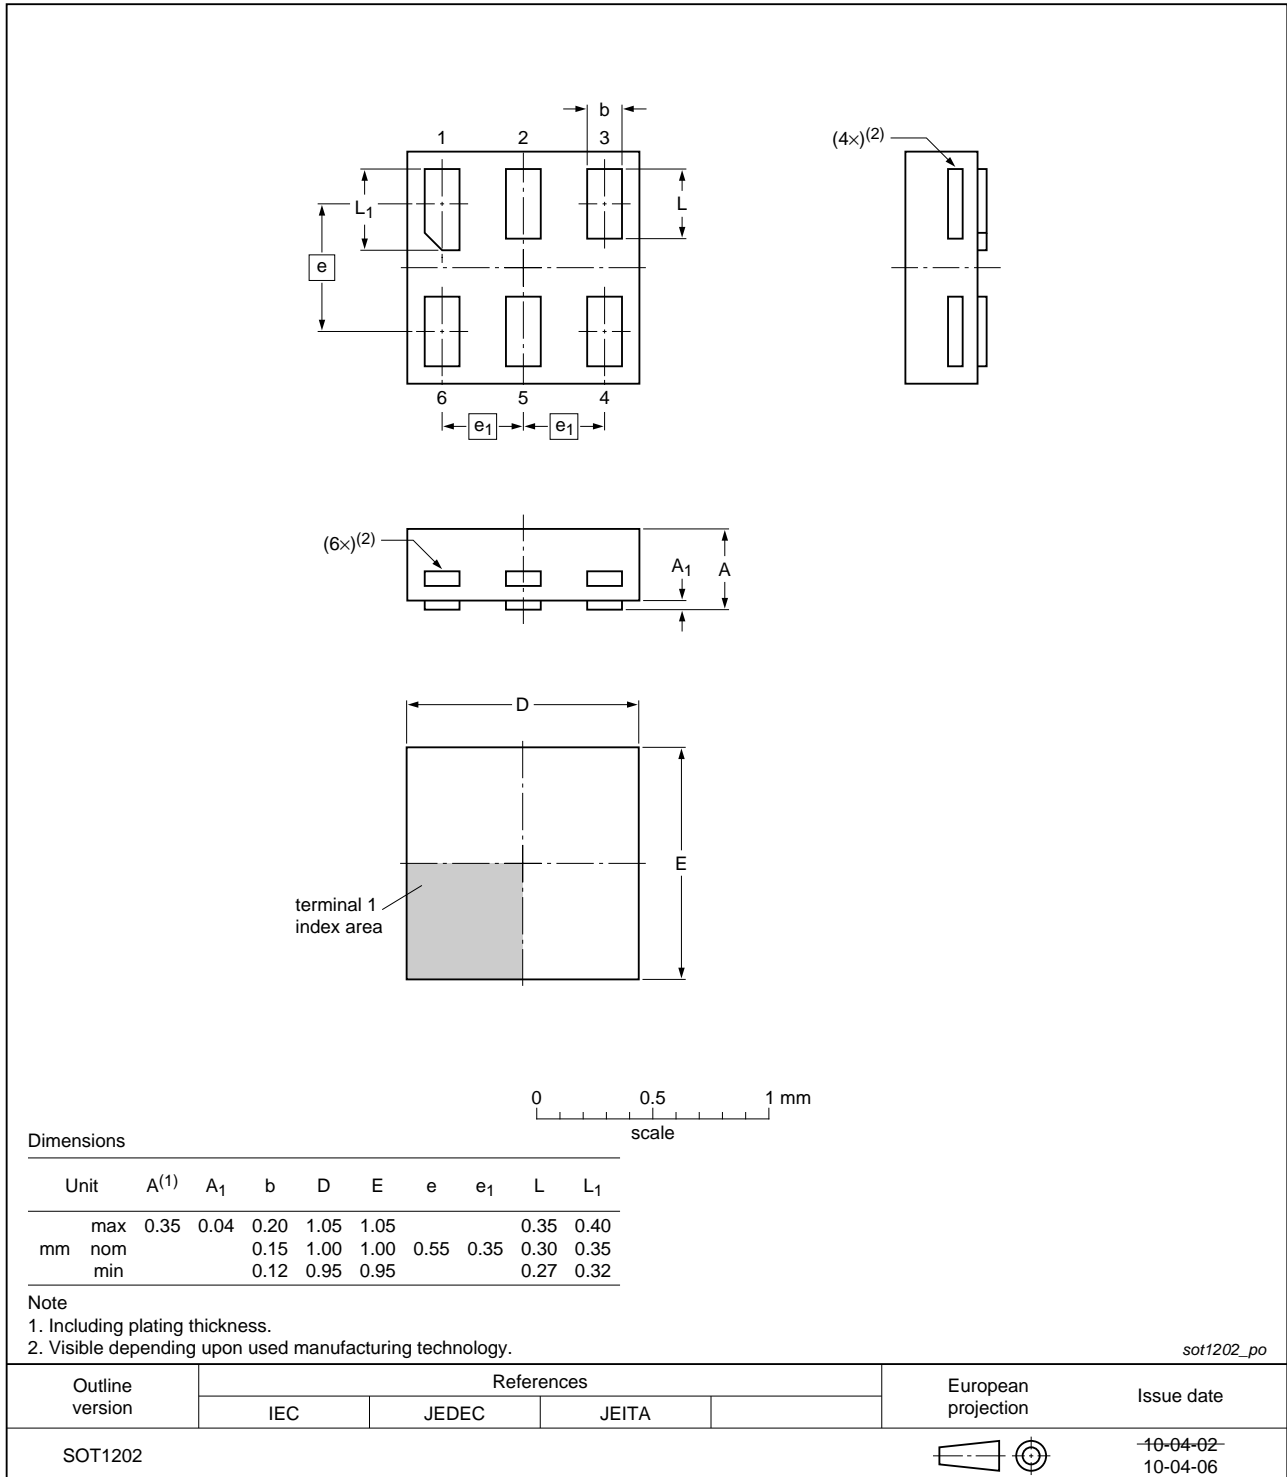 b
1 2 3
(4×)(2)
L1
L
e
6 5 4
e1 e1
(6×)(2)
A1 A
D
E
terminal 1
index area
0 0.5 1 mm
scale
Dimensions
Unit A(1) A1 b D E e e1 L L1
max 0.35 0.04 0.20 1.05 1.05 0.35 0.40
mm nom 0.15 1.00 1.00 0.55 0.35 0.30 0.35
min 0.12 0.95 0.95 0.27 0.32
Note
1. Including plating thickness.
2. Visible depending upon used manufacturing technology.
sot1202_po
Outline version References European projection Issue date
IEC JEDEC JEITA
SOT1202
10-04-02
10-04-06